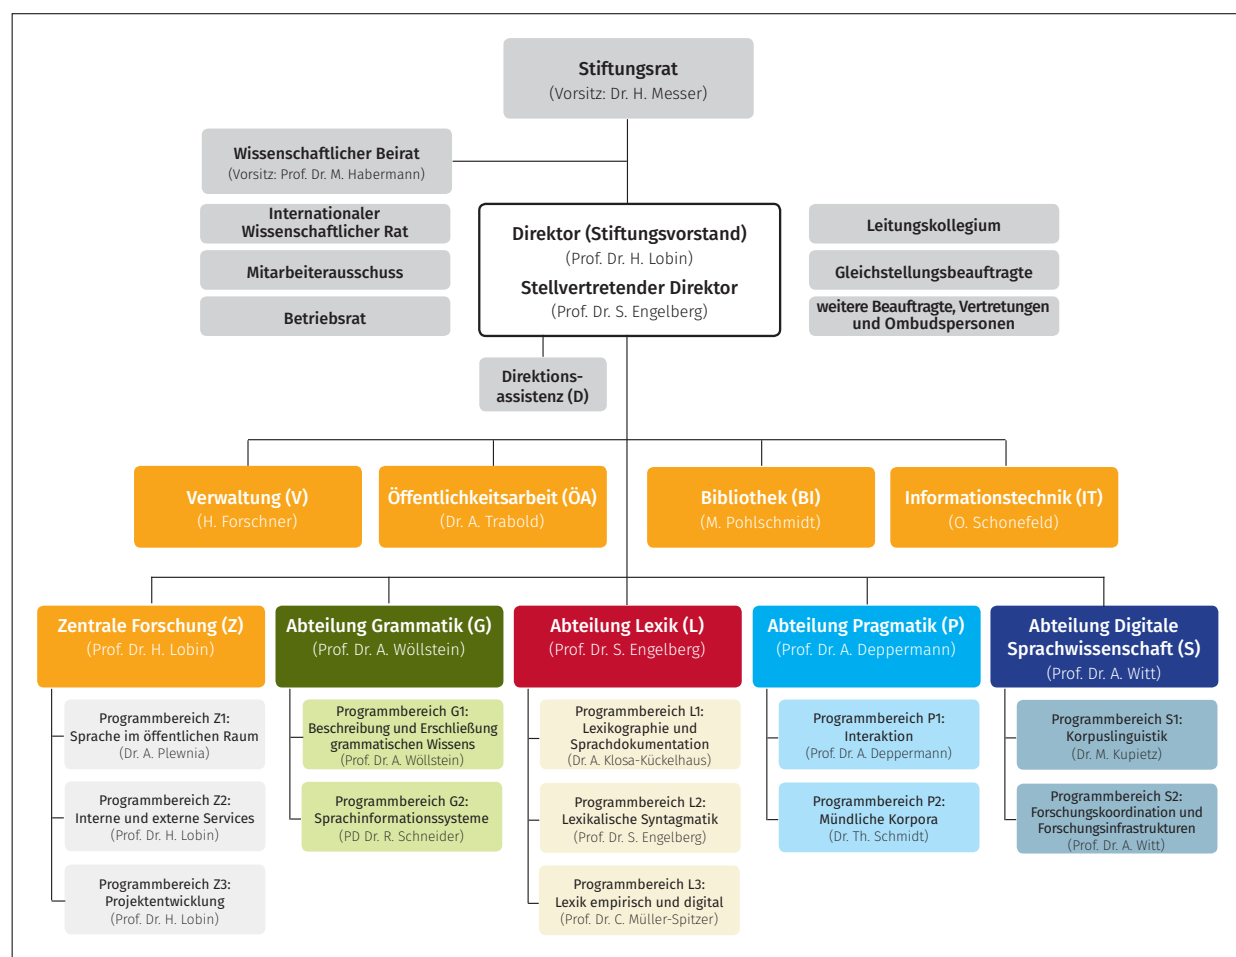 Stiftungsrat
(Vorsitz: Dr. H. Messer)
Wissenschaftlicher Beirat
(Vorsitz: Prof. Dr. M. Habermann)
Internationaler
Wissenschaftlicher Rat
Mitarbeiterausschuss
Betriebsrat
Direktor (Stiftungsvorstand)
(Prof. Dr. H. Lobin)
Stellvertretender Direktor
(Prof. Dr. S. Engelberg)
Leitungskollegium
Gleichstellungsbeauftragte
weitere Beauftragte, Vertretungen
und Ombudspersonen
Direktions-
assistenz (D)
Verwaltung (V)
(H. Forschner)
Öffentlichkeitsarbeit (ÖA)
(Dr. A. Trabold)
Bibliothek (BI)
(M. Pohlschmidt)
Informationstechnik (IT)
(O. Schonefeld)
Zentrale Forschung (Z)
(Prof. Dr. H. Lobin)
Programmbereich Z1:
Sprache im öffentlichen Raum
(Dr. A. Plewnia)
Programmbereich Z2:
Interne und externe Services
(Prof. Dr. H. Lobin)
Programmbereich Z3:
Projektentwicklung
(Prof. Dr. H. Lobin)
Abteilung Grammatik (G)
(Prof. Dr. A. Wöllstein)
Programmbereich G1:
Beschreibung und Erschließung
grammatischen Wissens
(Prof. Dr. A. Wöllstein)
Programmbereich G2:
Sprachinformationssysteme
(PD Dr. R. Schneider)
Abteilung Lexik (L)
(Prof. Dr. S. Engelberg)
Programmbereich L1:
Lexikographie und
Sprachdokumentation
(Dr. A. Klosa-Kückelhaus)
Programmbereich L2:
Lexikalische Syntagmatik
(Prof. Dr. S. Engelberg)
Programmbereich L3:
Lexik empirisch und digital
(Prof. Dr. C. Müller-Spitzer)
Abteilung Pragmatik (P)
(Prof. Dr. A. Deppermann)
Programmbereich P1:
Interaktion
(Prof. Dr. A. Deppermann)
Programmbereich P2:
Mündliche Korpora
(Dr. Th. Schmidt)
Abteilung Digitale
Sprachwissenschaft (S)
(Prof. Dr. A. Witt)
Programmbereich S1:
Korpuslinguistik
(Dr. M. Kupietz)
Programmbereich S2:
Forschungskoordination und
Forschungsinfrastrukturen
(Prof. Dr. A. Witt)